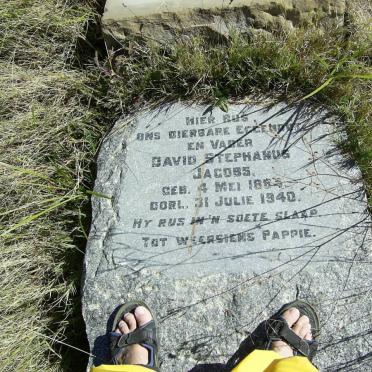 HIER RUS
ONS DIERBARE EGGENOOT
EN VADER
DAVID STEPHANUS
JACOBS.
GEB. 4 MEI
OORL. 31 JULIE 1940.
HY RUS IN'N SOETE SLAAP.
TOT WEERSIENS PAPPIE.